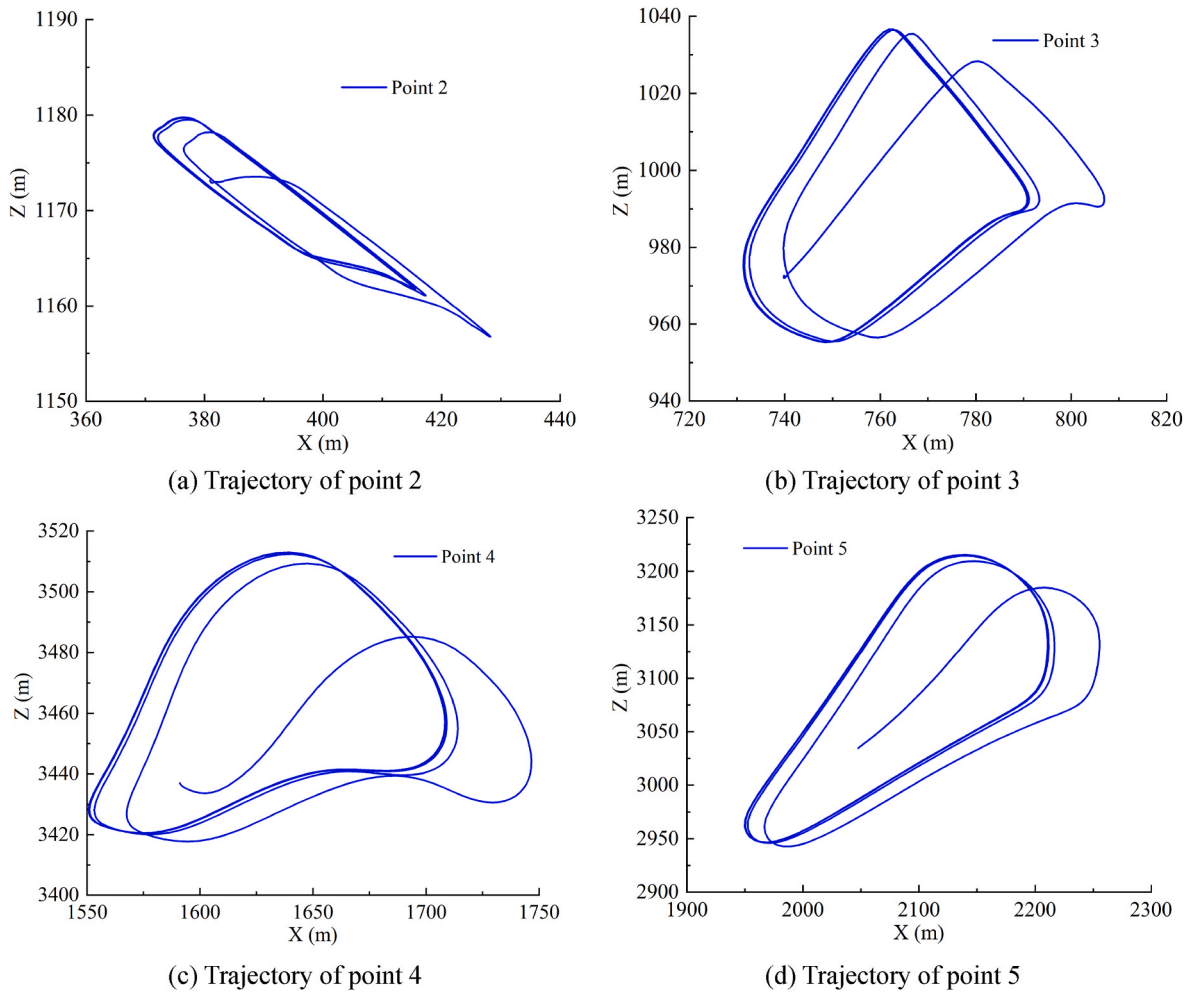 1190
1180
1170
1160
1150
Z (m)
Point 2
360 380 400 420 440
X (m)
(a) Trajectory of point 2
1040
1020
1000
980
960
940
Z (m)
Point 3
720 740 760 780 800 820
X (m)
(b) Trajectory of point 3
3520
3500
3480
3460
3440
3420
3400
Z (m)
Point 4
1550 1600 1650 1700 1750
X (m)
(c) Trajectory of point 4
3250
3200
3150
3100
3050
3000
2950
2900
Z (m)
Point 5
1900 2000 2100 2200 2300
X (m)
(d) Trajectory of point 5